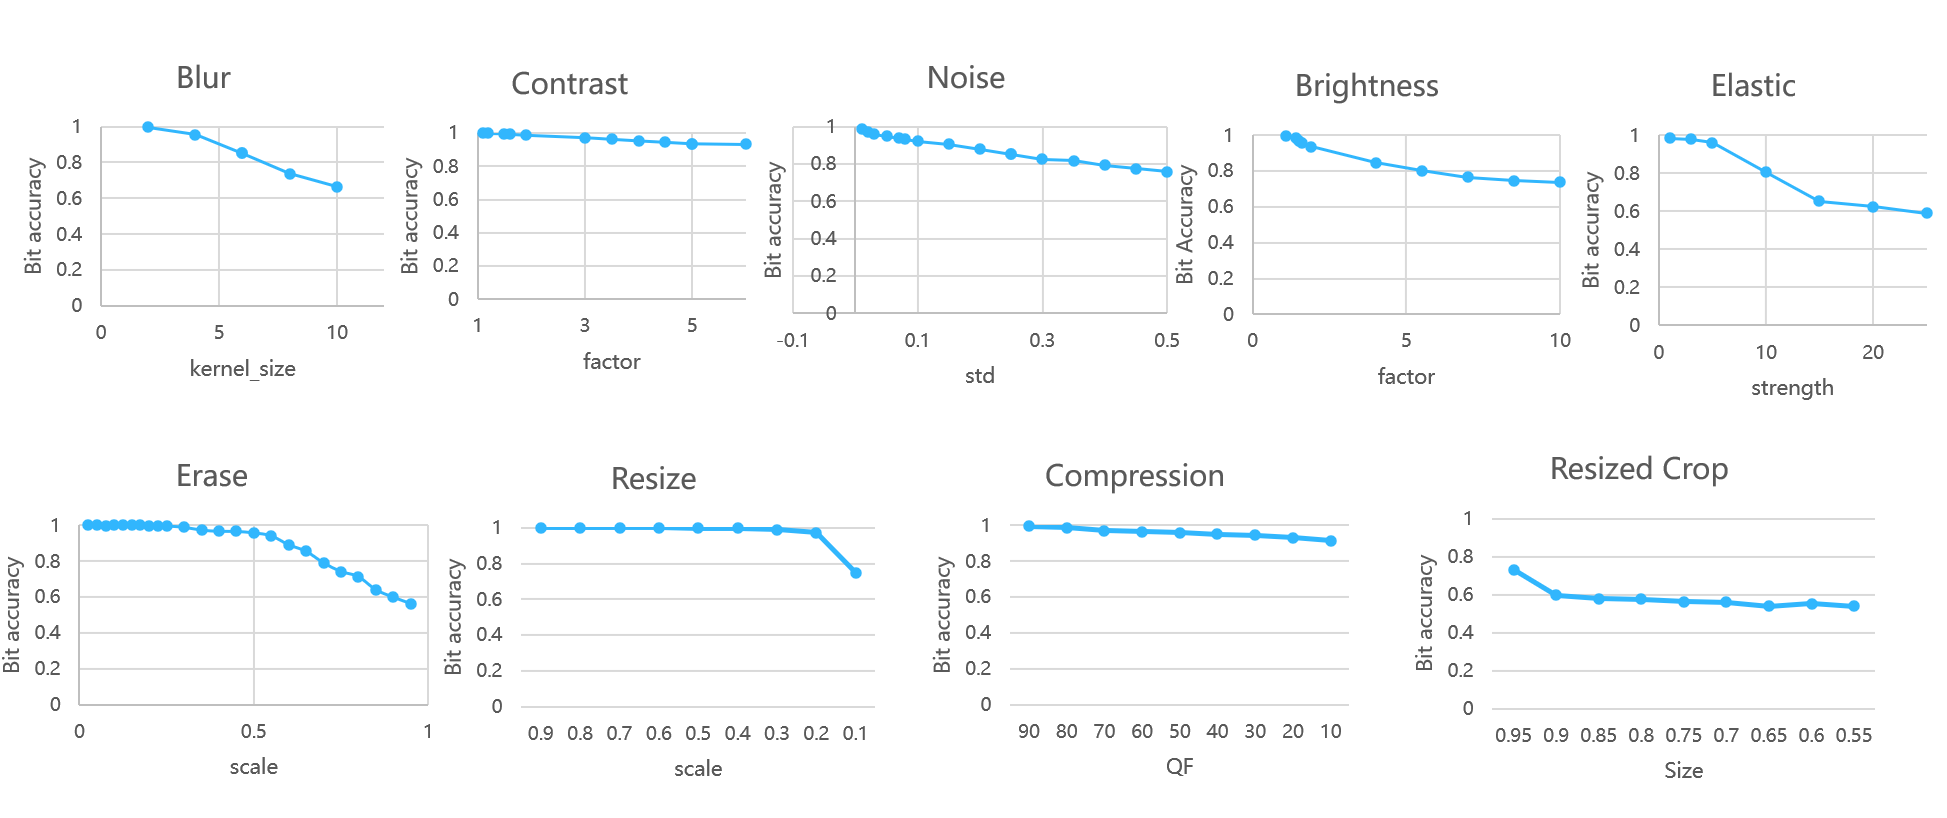 Blur
Bit accuracy
1
0.8
0.6
0.4
0.2
0
0 5 10
kernel_size
Contrast
Bit accuracy
1
0.8
0.6
0.4
0.2
0
1 3 5
factor
Noise
Bit accuracy
1
0.8
0.6
0.4
0.2
0
-0.1 0.1 0.3 0.5
std
Brightness
Bit Accuracy
1
0.8
0.6
0.4
0.2
0
0 5 10
factor
Elastic
Bit accuracy
1
0.8
0.6
0.4
0.2
0
0 10 20
strength
Erase
Bit accuracy
1
0.8
0.6
0.4
0.2
0
0 0.5 1
scale
Resize
Bit accuracy
1
0.8
0.6
0.4
0.2
0
0.9 0.8 0.7 0.6 0.5 0.4 0.3 0.2 0.1
scale
Compression
Bit accuracy
1
0.8
0.6
0.4
0.2
0
90 80 70 60 50 40 30 20 10
QF
Resized Crop
Bit accuracy
1
0.8
0.6
0.4
0.2
0
0.95 0.9 0.85 0.8 0.75 0.7 0.65 0.6 0.55
Size